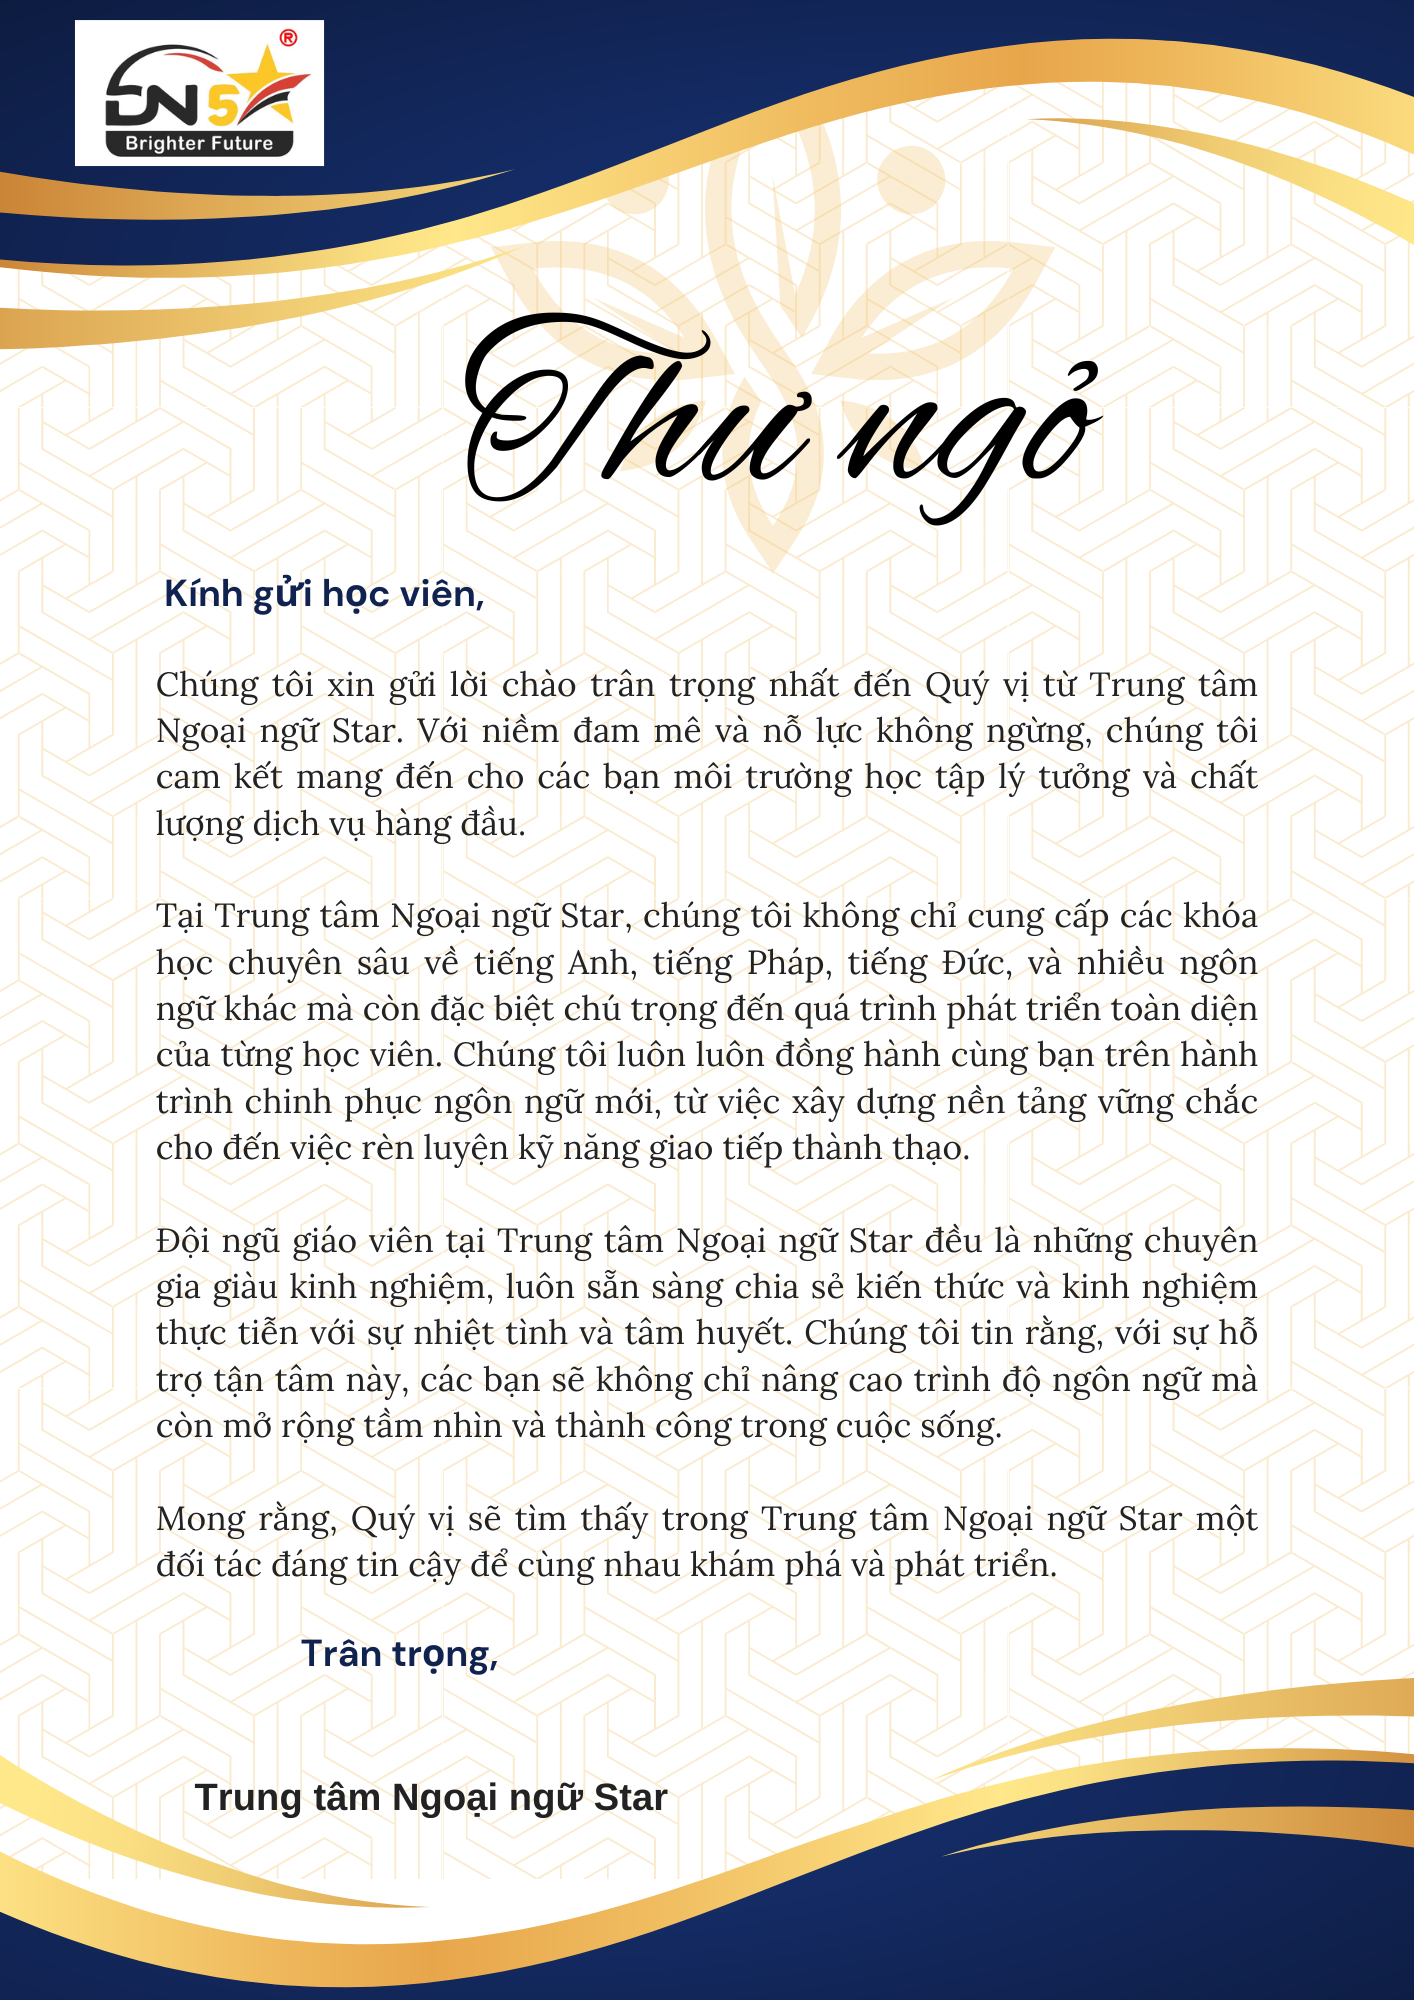 DN5
®
Brighter Future
Thư ngỏ
Kính gửi học viên,
Chúng tôi xin gửi lời chào trân trọng nhất đến Quý vị từ Trung tâm
Ngoại ngữ Star. Với niềm đam mê và nỗ lực không ngừng, chúng tôi
cam kết mang đến cho các bạn môi trường học tập lý tưởng và chất
lượng dịch vụ hàng đầu.
Tại Trung tâm Ngoại ngữ Star, chúng tôi không chỉ cung cấp các khóa
học chuyên sâu về tiếng Anh, tiếng Pháp, tiếng Đức, và nhiều ngôn
ngữ khác mà còn đặc biệt chú trọng đến quá trình phát triển toàn diện
của từng học viên. Chúng tôi luôn luôn đồng hành cùng bạn trên hành
trình chinh phục ngôn ngữ mới, từ việc xây dựng nền tảng vững chắc
cho đến việc rèn luyện kỹ năng giao tiếp thành thạo.
Đội ngũ giáo viên tại Trung tâm Ngoại ngữ Star đều là những chuyên
gia giàu kinh nghiệm, luôn sẵn sàng chia sẻ kiến thức và kinh nghiệm
thực tiễn với sự nhiệt tình và tâm huyết. Chúng tôi tin rằng, với sự hỗ
trợ tận tâm này, các bạn sẽ không chỉ nâng cao trình độ ngôn ngữ mà
còn mở rộng tầm nhìn và thành công trong cuộc sống.
Mong rằng, Quý vị sẽ tìm thấy trong Trung tâm Ngoại ngữ Star một
đối tác đáng tin cậy để cùng nhau khám phá và phát triển.
Trân trọng,
Trung tâm Ngoại ngữ Star